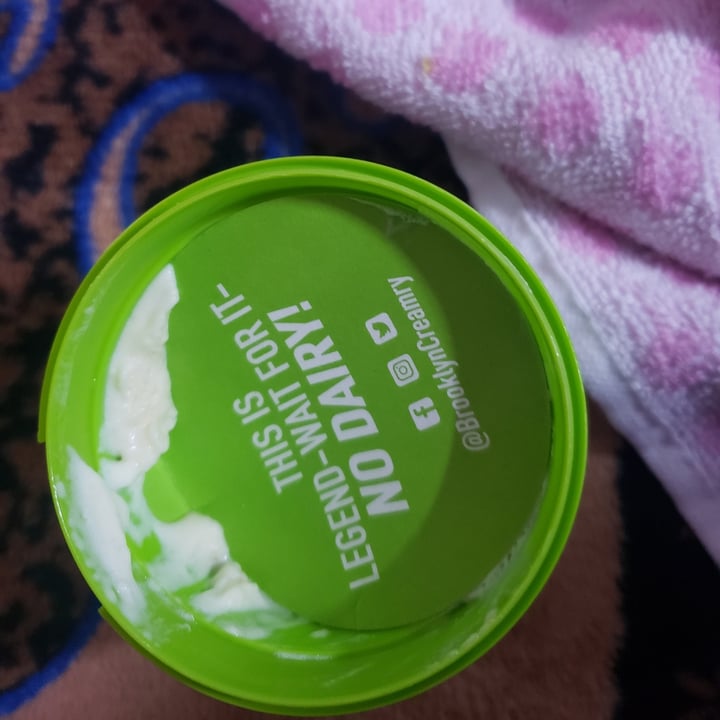 THIS IS
LEGEND-WAIT FOR IT-
NO DAIRY!
@BrooklynCreamry